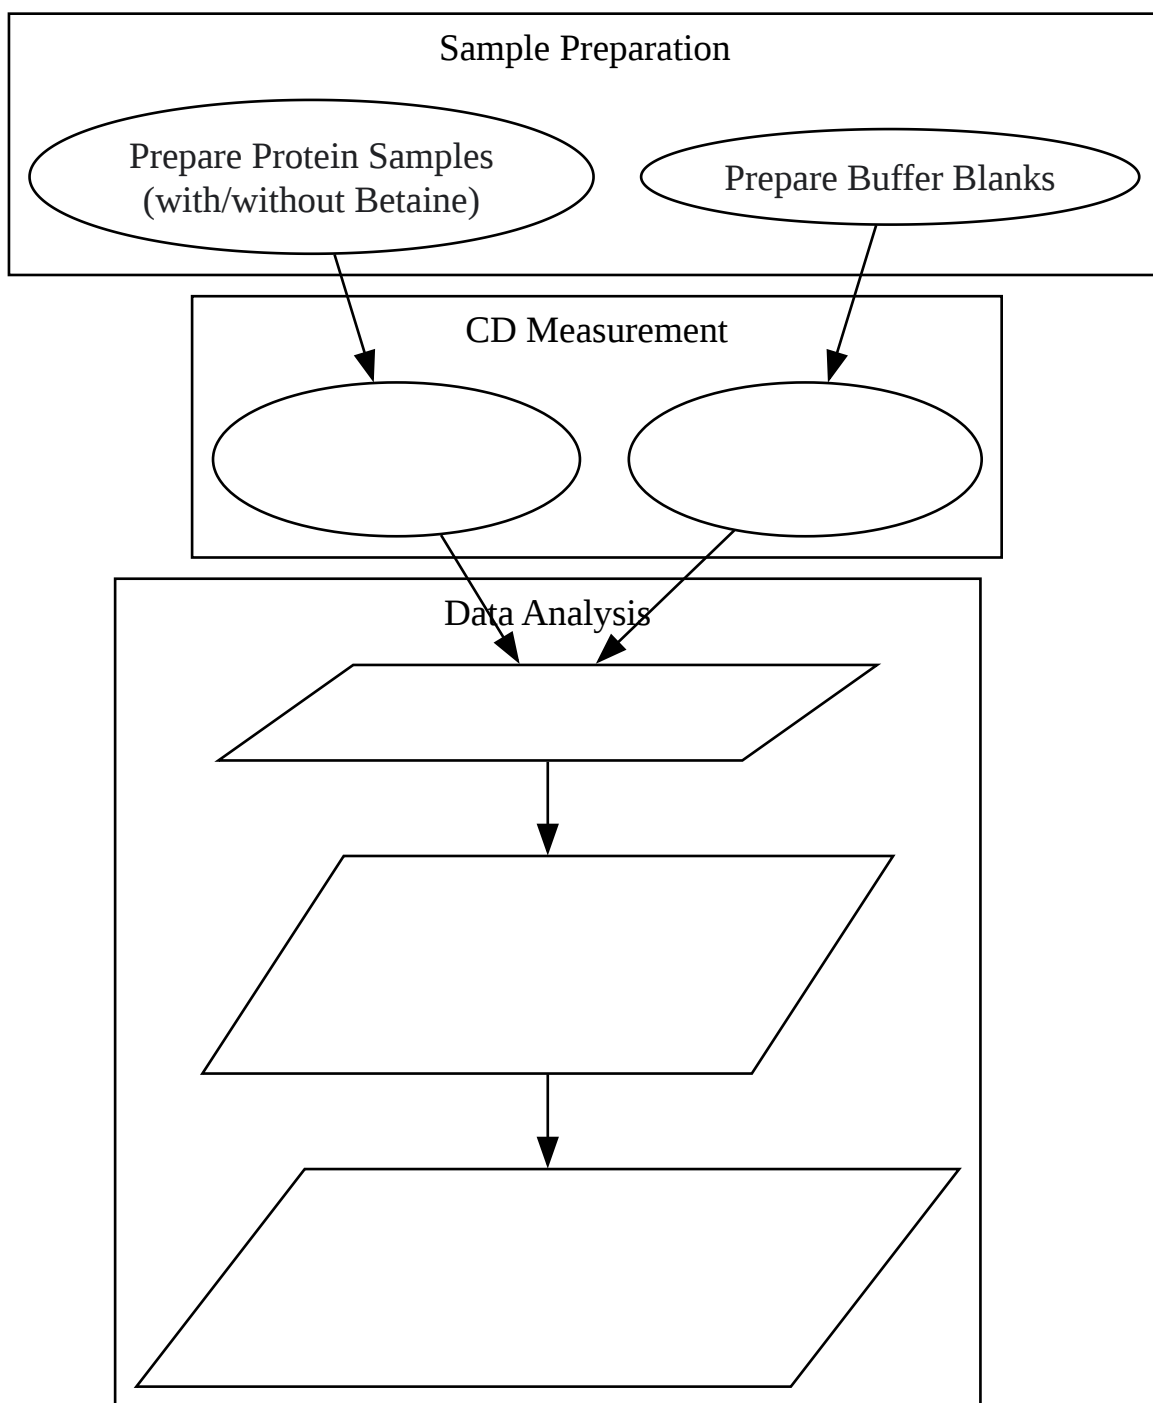 Sample Preparation
Prepare Protein Samples
(with/without Betaine)
Prepare Buffer Blanks
CD Measurement
Data Analysis